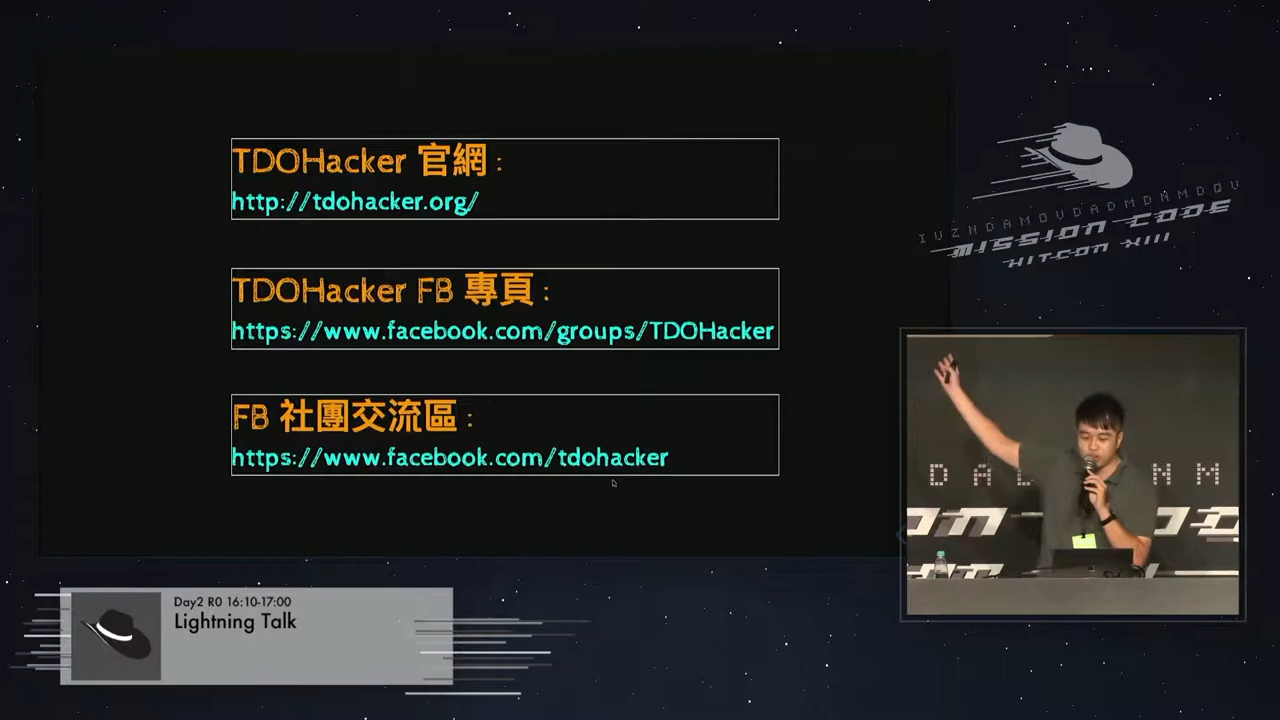 TDOHacker 官網 :
http://tdohacker.org/
TDOHacker FB 專頁 :
https://www.facebook.com/groups/TDOHacker
FB 社團交流區 :
https://www.facebook.com/tdohacker
IVZHDAMOVDADMDNMDQV
MISSION CODE
HITCON XIII
Day2 R0 16:10-17:00
Lightning Talk